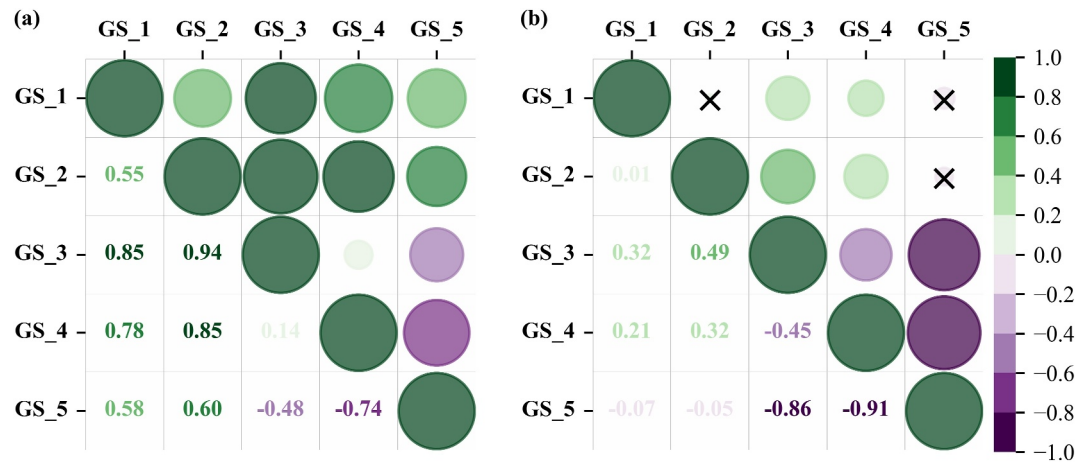 (a) GS_1 GS_2 GS_3 GS_4 GS_5
GS_1
GS_2 0.55
GS_3 0.85 0.94
GS_4 0.78 0.85 0.14
GS_5 0.58 0.60 -0.48 -0.74
(b) GS_1 GS_2 GS_3 GS_4 GS_5
GS_1
GS_2 0.01
GS_3 0.32 0.49
GS_4 0.21 0.32 -0.45
GS_5 -0.07 -0.05 -0.86 -0.91
1.0
0.8
0.6
0.4
0.2
0.0
−0.2
−0.4
−0.6
−0.8
−1.0